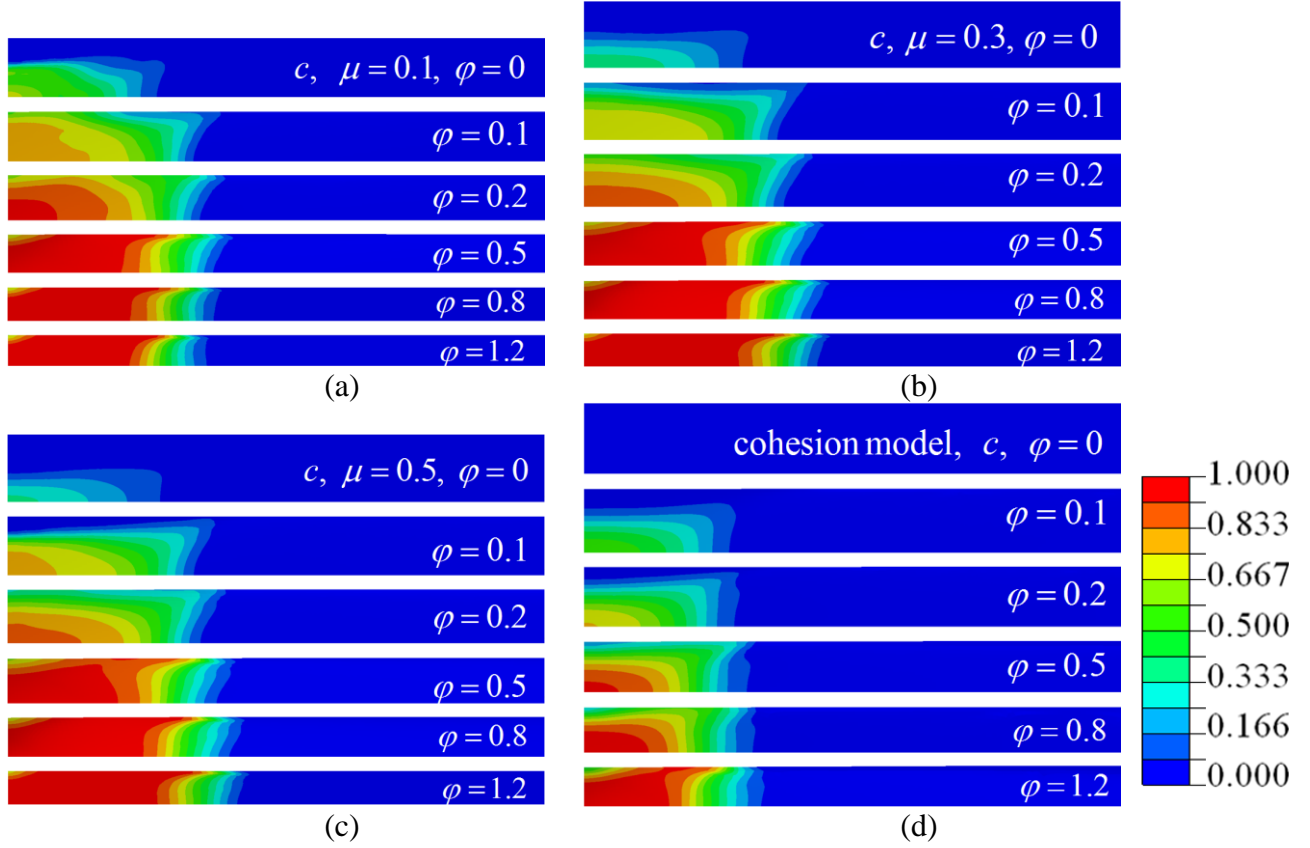 c, μ = 0.1, φ = 0
φ = 0.1
φ = 0.2
φ = 0.5
φ = 0.8
φ = 1.2
(a)
c, μ = 0.3, φ = 0
φ = 0.1
φ = 0.2
φ = 0.5
φ = 0.8
φ = 1.2
(b)
c, μ = 0.5, φ = 0
φ = 0.1
φ = 0.2
φ = 0.5
φ = 0.8
φ = 1.2
(c)
cohesion model, c, φ = 0
φ = 0.1
φ = 0.2
φ = 0.5
φ = 0.8
φ = 1.2
(d)
1.000
0.833
0.667
0.500
0.333
0.166
0.000